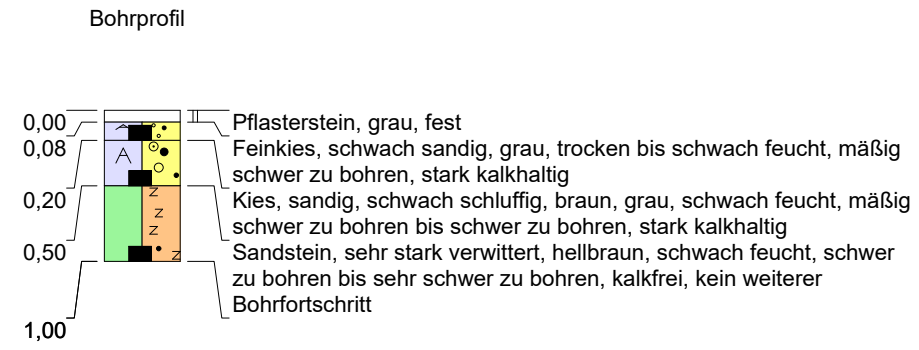 Bohrprofil
0,00
Pflasterstein, grau, fest
0,08
Feinkies, schwach sandig, grau, trocken bis schwach feucht, mäßig
schwer zu bohren, stark kalkhaltig
0,20
Kies, sandig, schwach schluffig, braun, grau, schwach feucht, mäßig
schwer zu bohren bis schwer zu bohren, stark kalkhaltig
0,50
Sandstein, sehr stark verwittert, hellbraun, schwach feucht, schwer
zu bohren bis sehr schwer zu bohren, kalkfrei, kein weiterer
Bohrfortschritt
1,00